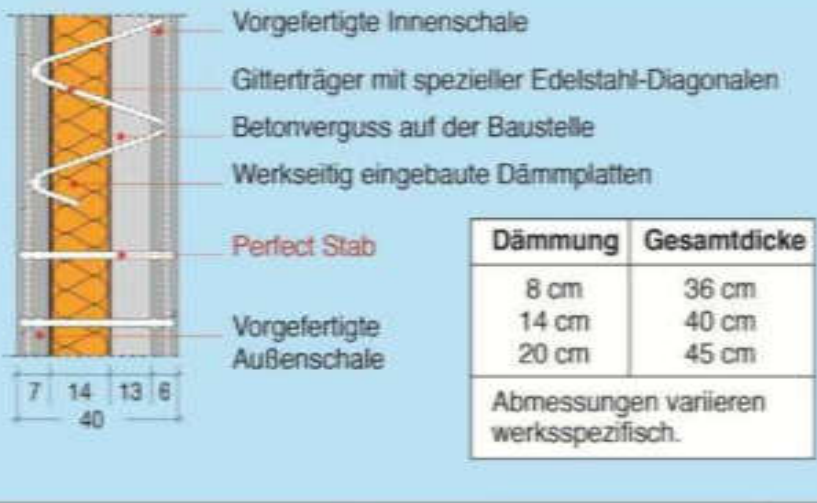 Vorgefertigte Innenschale
Gitterträger mit spezieller Edelstahl-Diagonalen
Betonverguss auf der Baustelle
Werkseitig eingebaute Dämmplatten
Perfect Stab
Vorgefertigte
Außenschale
7 14 13 6
40
Dämmung Gesamtdicke
8 cm 36 cm
14 cm 40 cm
20 cm 45 cm
Abmessungen variieren
werksspezifisch.